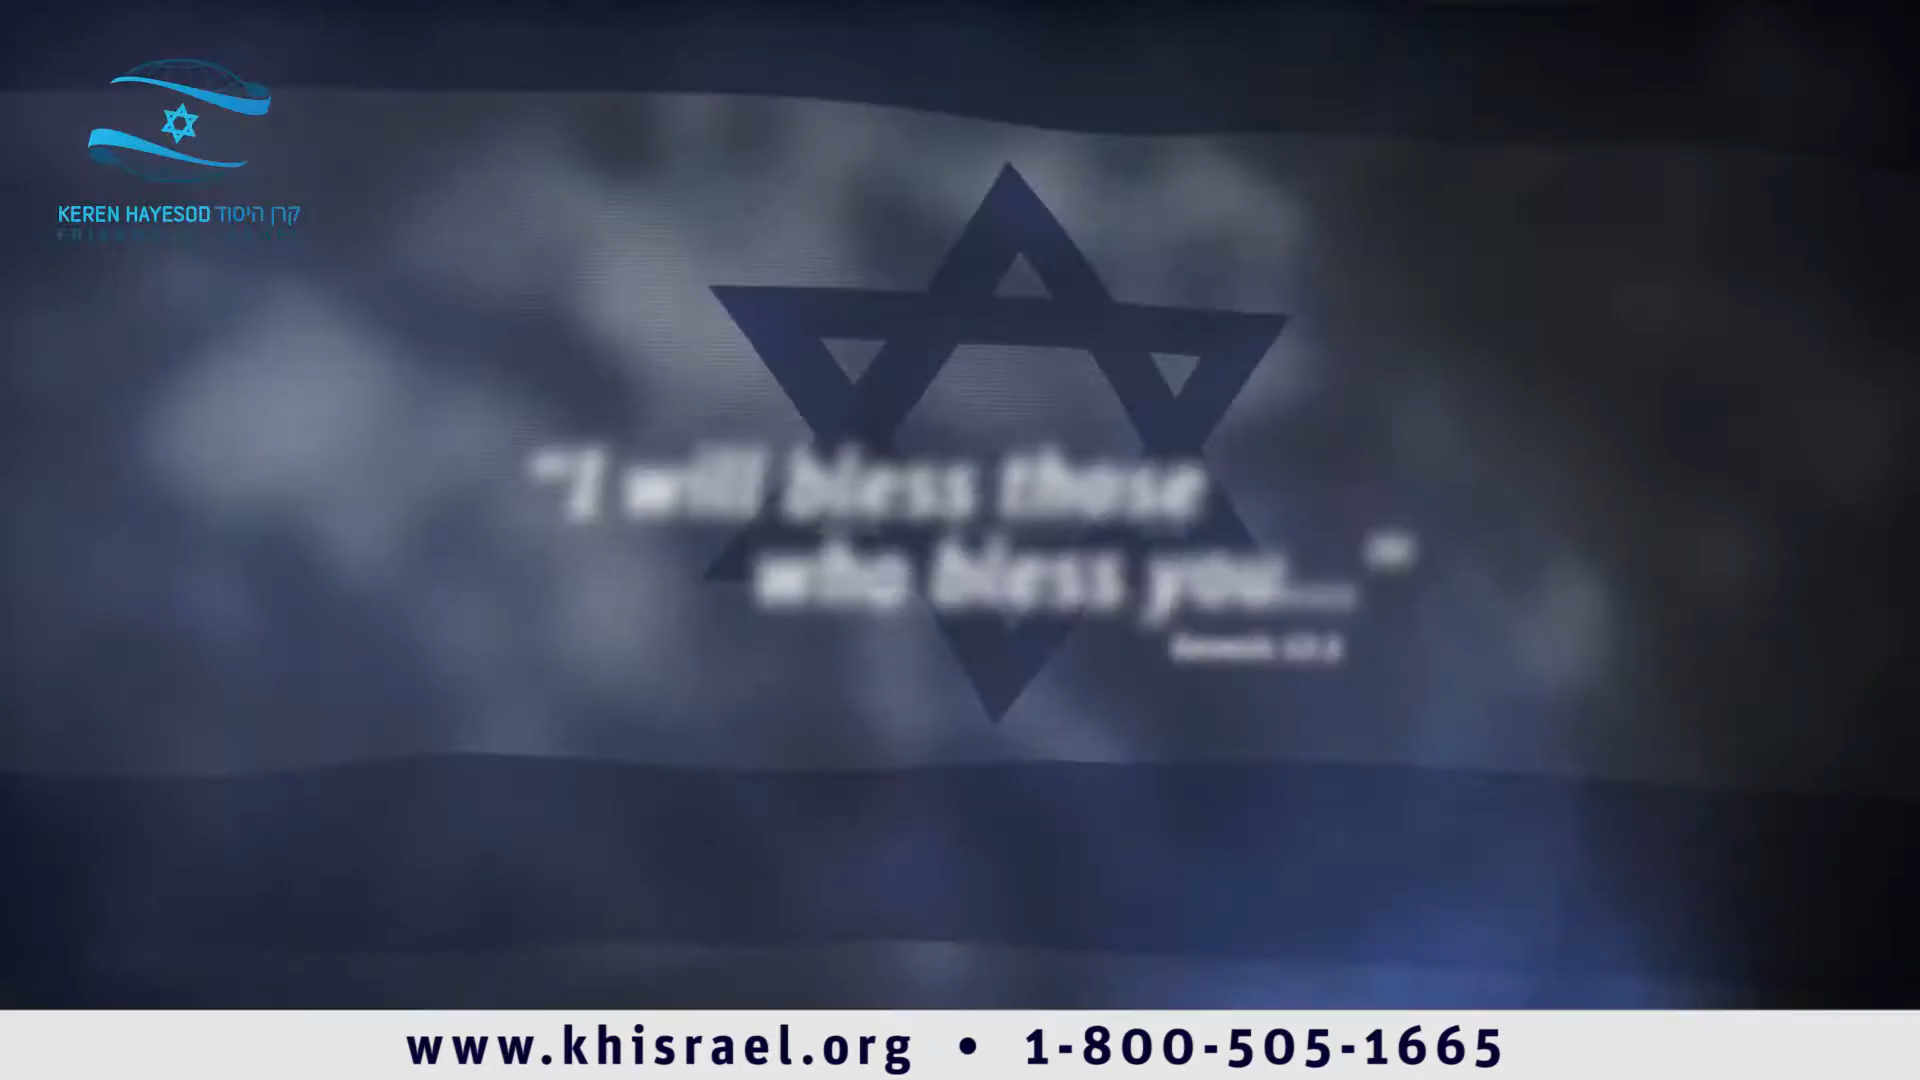 KEREN HAYESOD קרן היסוד
"I will bless those
who bless you..."
www.khisrael.org • 1-800-505-1665